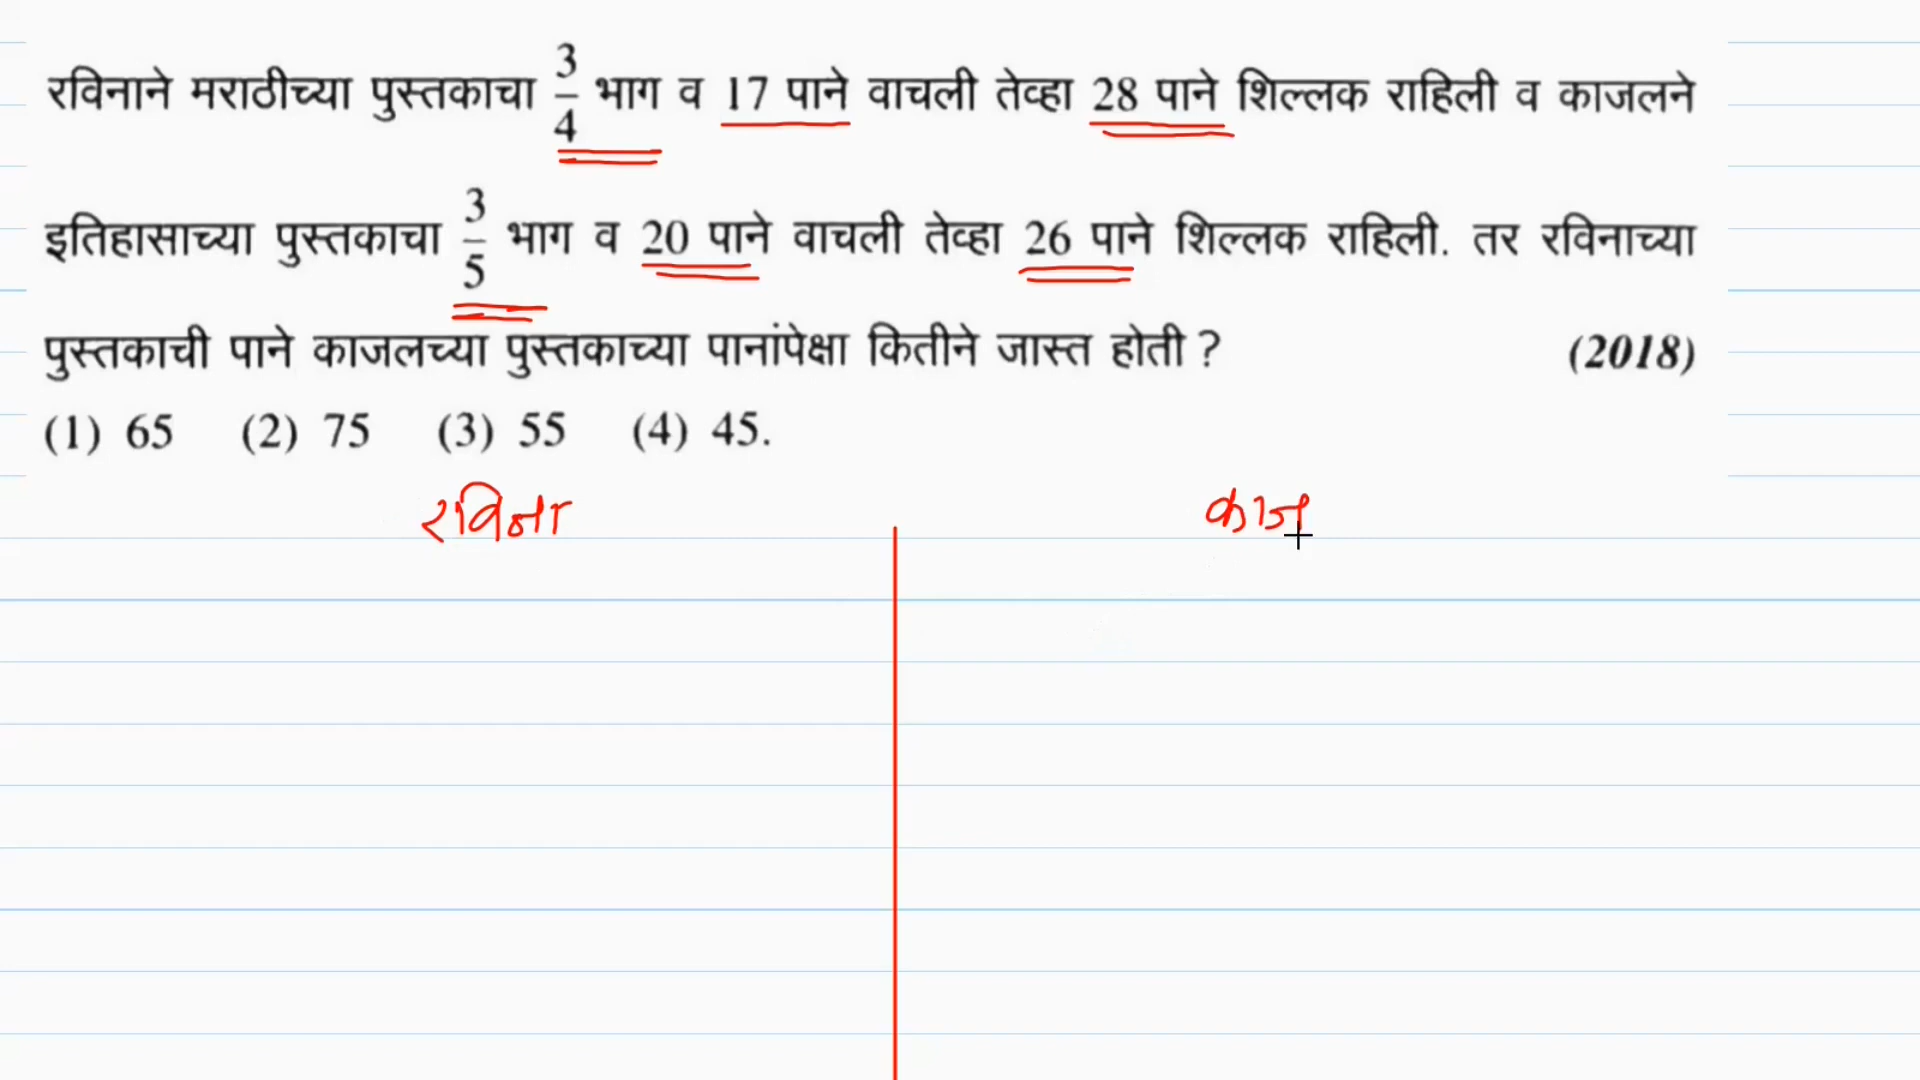 रविनाने मराठीच्या पुस्तकाचा 3/4 भाग व 17 पाने वाचली तेव्हा 28 पाने शिल्लक राहिली व काजलने
इतिहासाच्या पुस्तकाचा 3/5 भाग व 20 पाने वाचली तेव्हा 26 पाने शिल्लक राहिली. तर रविनाच्या
पुस्तकाची पाने काजलच्या पुस्तकाच्या पानांपेक्षा कितीने जास्त होती ? (2018)
(1) 65 (2) 75 (3) 55 (4) 45.
रविना काज